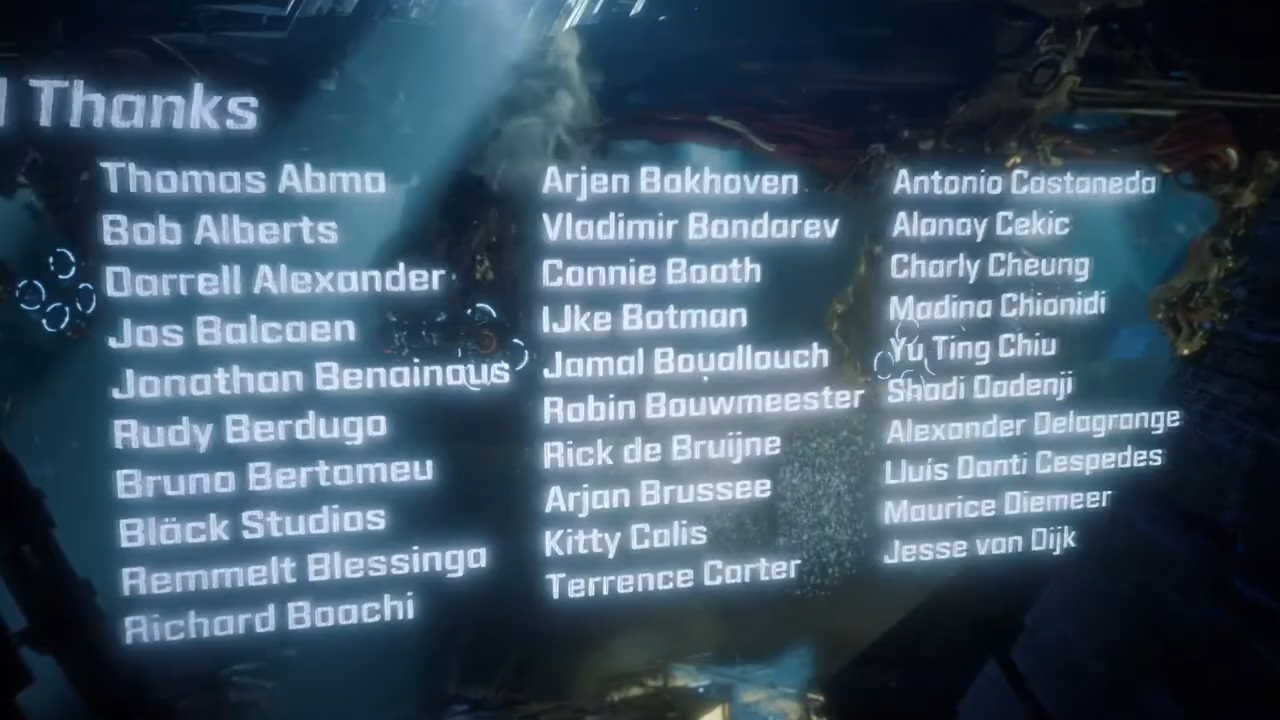 Thanks
Thomas Abma
Bob Alberts
Darrell Alexander
Jos Balcaen
Jonathan Benainous
Rudy Berdugo
Bruno Bertomeu
Bläck Studios
Remmelt Blessinga
Richard Boachi
Arjen Bakhoven
Vladimir Bondarev
Connie Booth
IJke Botman
Jamal Bouallouch
Robin Bouwmeester
Rick de Bruijne
Arjan Brussee
Kitty Calis
Terrence Carter
Antonio Castaneda
Alanay Cekic
Charly Cheung
Madina Chionidi
Yu Ting Chiu
Shadi Dadenji
Alexander Delagrange
Lluís Danti Cespedes
Maurice Diemeer
Jesse van Dijk